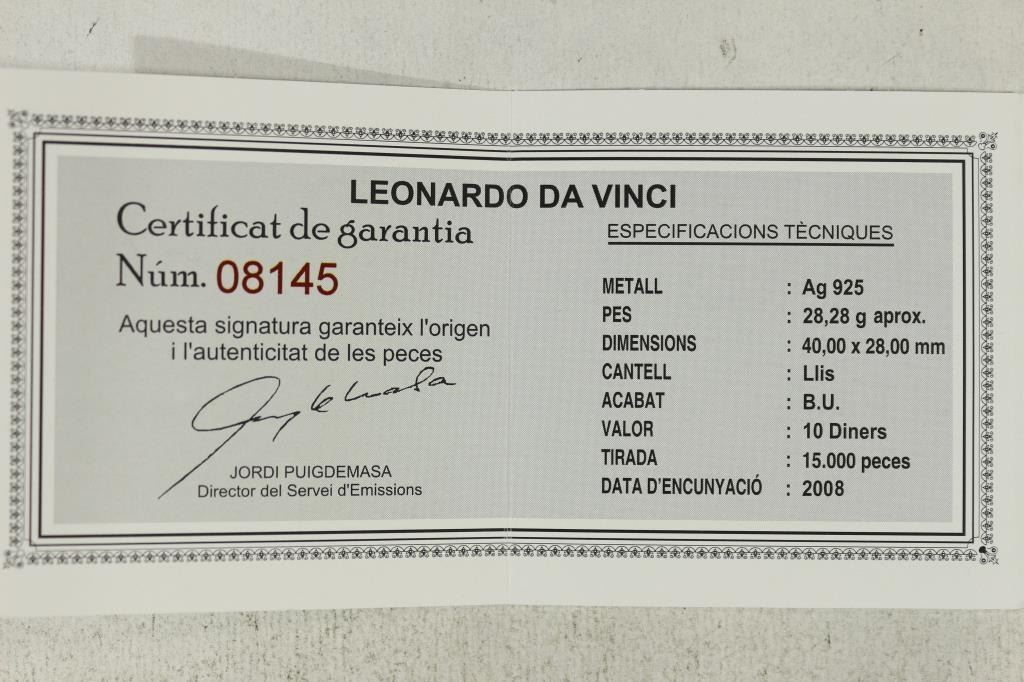 LEONARDO DA VINCI
Certificat de garantia
Núm. 08145
Aquesta signatura garanteix l'origen
i l'autenticitat de les peces
JORDI PUIGDEMASA
Director del Servei d'Emissions
ESPECIFICACIONS TÈCNIQUES
METALL : Ag 925
PES : 28,28 g aprox.
DIMENSIONS : 40,00 x 28,00 mm
CANTELL : Llis
ACABAT : B.U.
VALOR : 10 Diners
TIRADA : 15.000 peces
DATA D'ENCUNYACIÓ : 2008